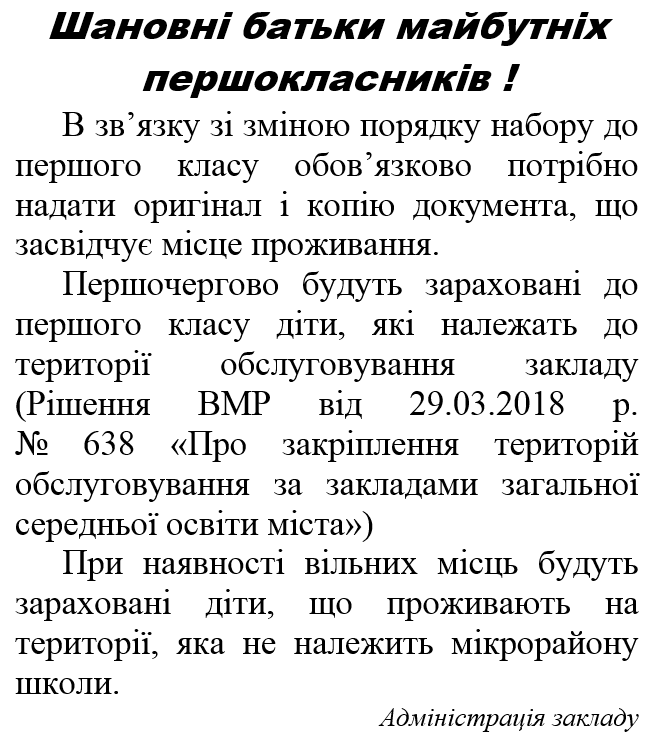 Шановні батьки майбутніх
першокласників !
В зв’язку зі зміною порядку набору до
першого класу обов’язково потрібно
надати оригінал і копію документа, що
засвідчує місце проживання.
Першочергово будуть зараховані до
першого класу діти, які належать до
території обслуговування закладу
(Рішення ВМР від 29.03.2018 р.
№ 638 «Про закріплення територій
обслуговування за закладами загальної
середньої освіти міста»)
При наявності вільних місць будуть
зараховані діти, що проживають на
території, яка не належить мікрорайону
школи.
Адміністрація закладу